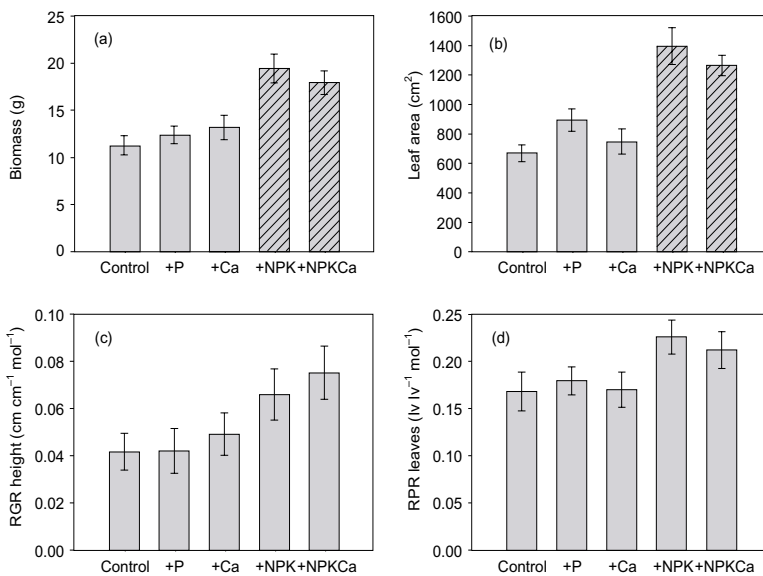 (a)
Biomass (g)
25
20
15
10
5
0
Control +P +Ca +NPK +NPKCa
(b)
Leaf area (cm²)
1600
1400
1200
1000
800
600
400
200
0
Control +P +Ca +NPK +NPKCa
(c)
RGR height (cm cm⁻¹ mol⁻¹)
0.10
0.08
0.06
0.04
0.02
0.00
Control +P +Ca +NPK +NPKCa
(d)
RPR leaves (lv lv⁻¹ mol⁻¹)
0.25
0.20
0.15
0.10
0.05
0.00
Control +P +Ca +NPK +NPKCa